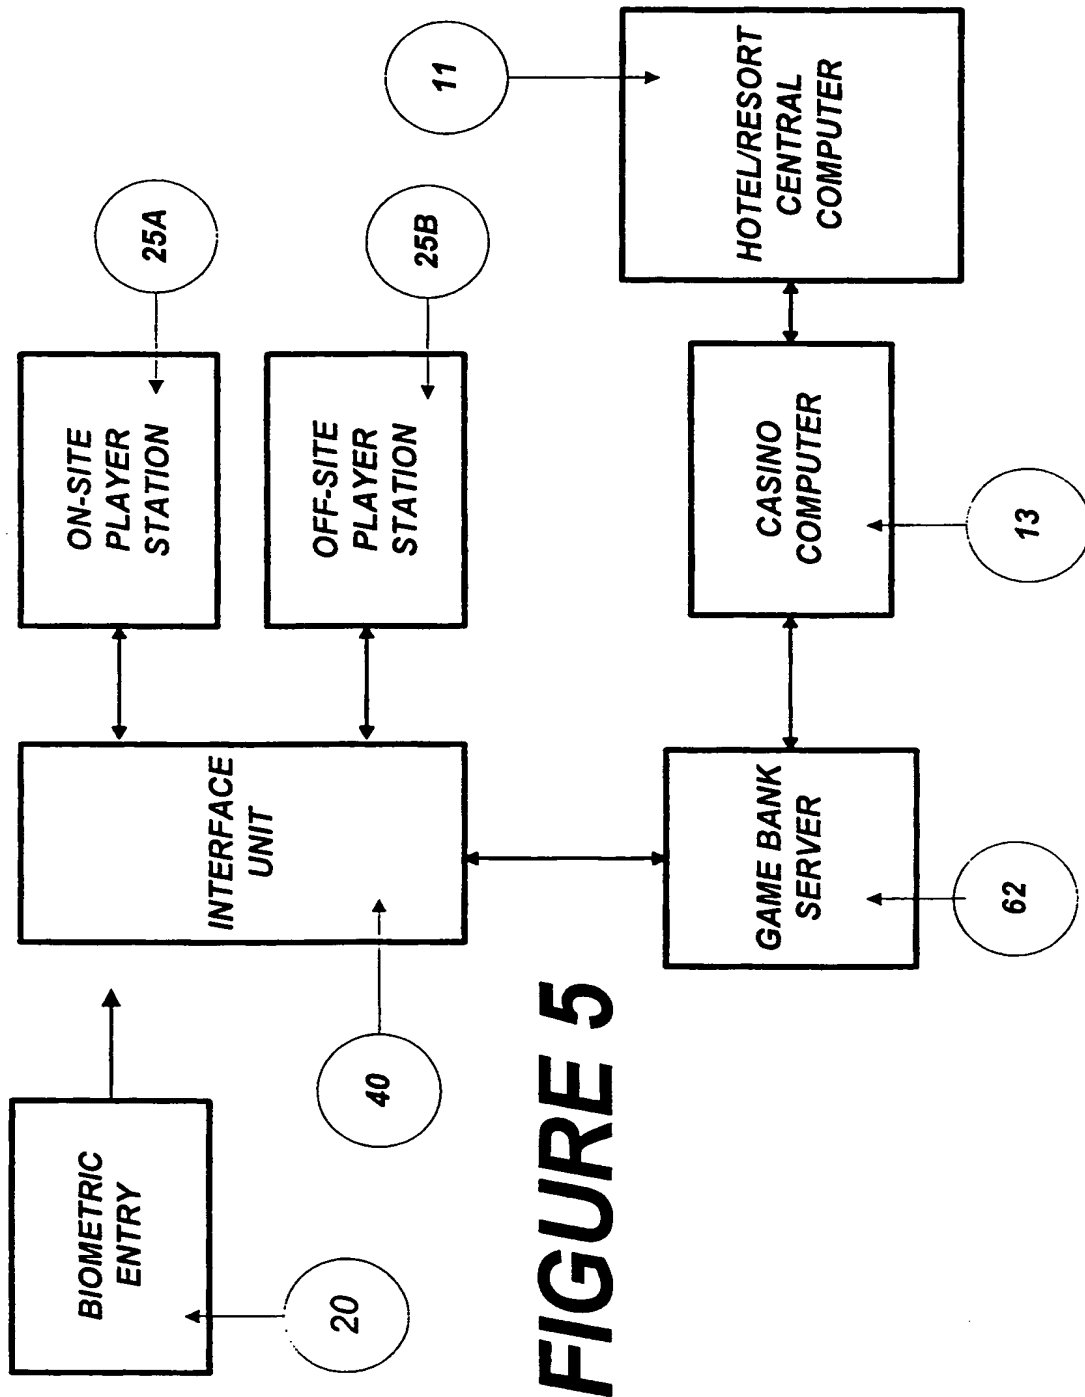 BIOMETRIC
ENTRY
20
INTERFACE
UNIT
40
ON-SITE
PLAYER
STATION
25A
OFF-SITE
PLAYER
STATION
25B
GAME BANK
SERVER
62
CASINO
COMPUTER
13
HOTEL/RESORT
CENTRAL
COMPUTER
11
FIGURE 5